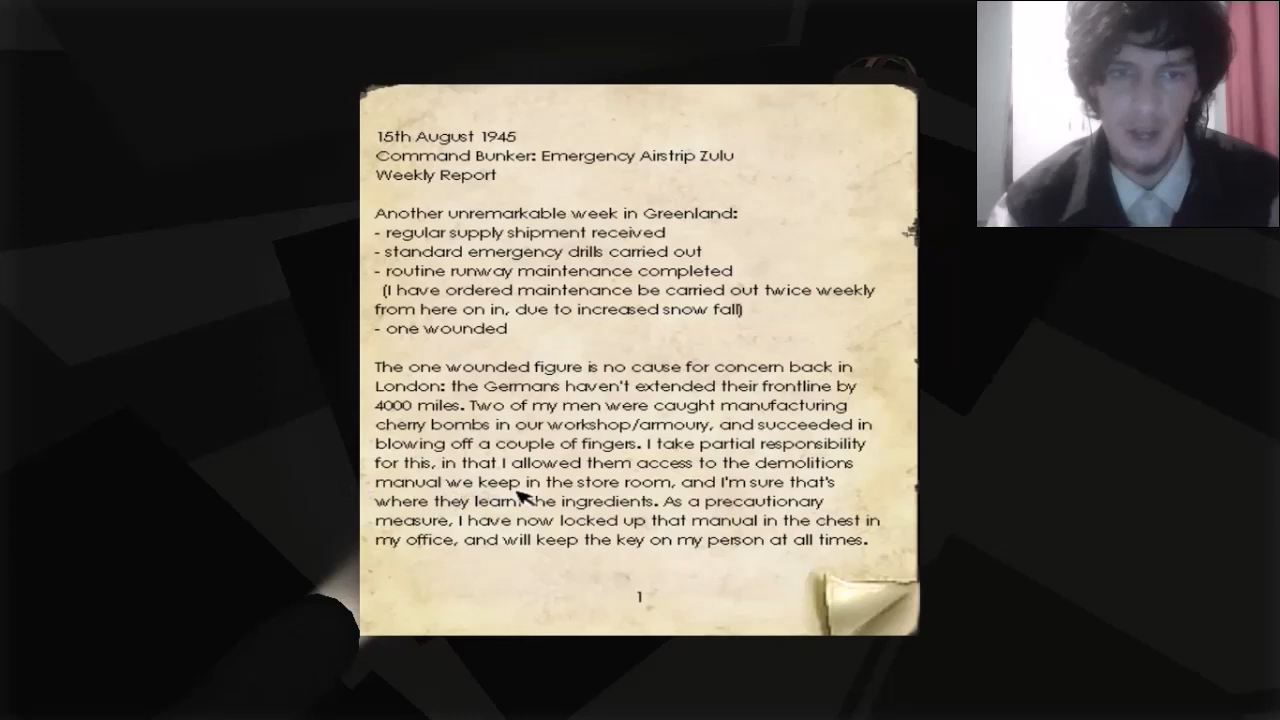 15th August 1945
Command Bunker: Emergency Airstrip Zulu
Weekly Report
Another unremarkable week in Greenland:
- regular supply shipment received
- standard emergency drills carried out
- routine runway maintenance completed
(I have ordered maintenance be carried out twice weekly
from here on in, due to increased snow fall)
- one wounded
The one wounded figure is no cause for concern back in
London: the Germans haven't extended their frontline by
4000 miles. Two of my men were caught manufacturing
cherry bombs in our workshop/armoury, and succeeded in
blowing off a couple of fingers. I take partial responsibility
for this, in that I allowed them access to the demolitions
manual we keep in the store room, and I'm sure that's
where they learnt the ingredients. As a precautionary
measure, I have now locked up that manual in the chest in
my office, and will keep the key on my person at all times.
1